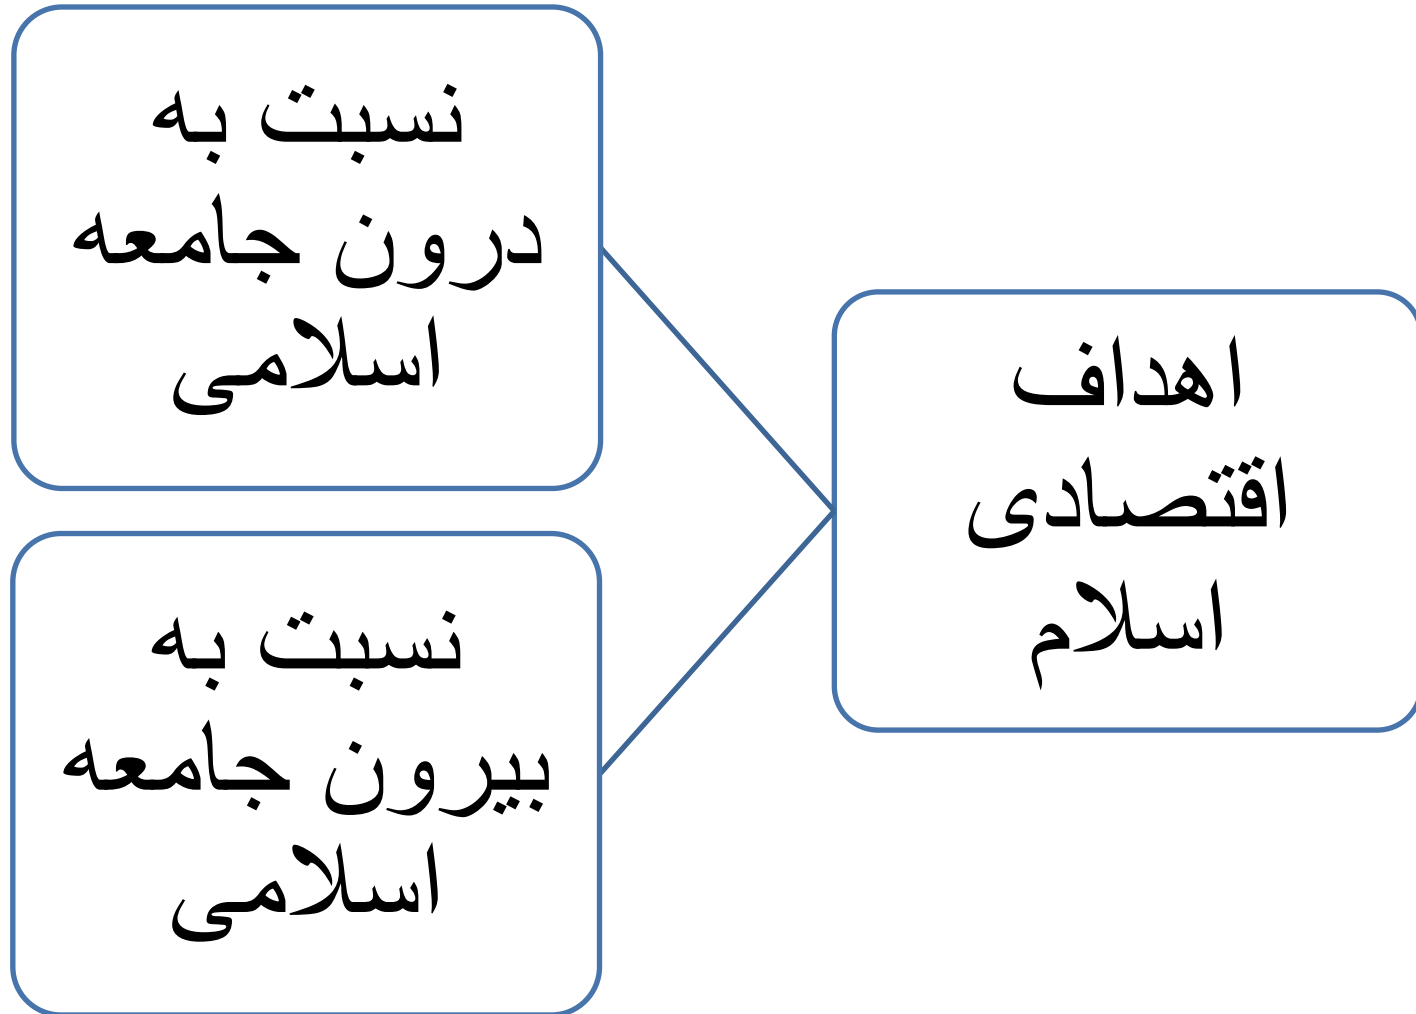 اهداف
اقتصادی
اسلام
نسبت به
درون جامعه
اسلامی
نسبت به
بیرون جامعه
اسلامی